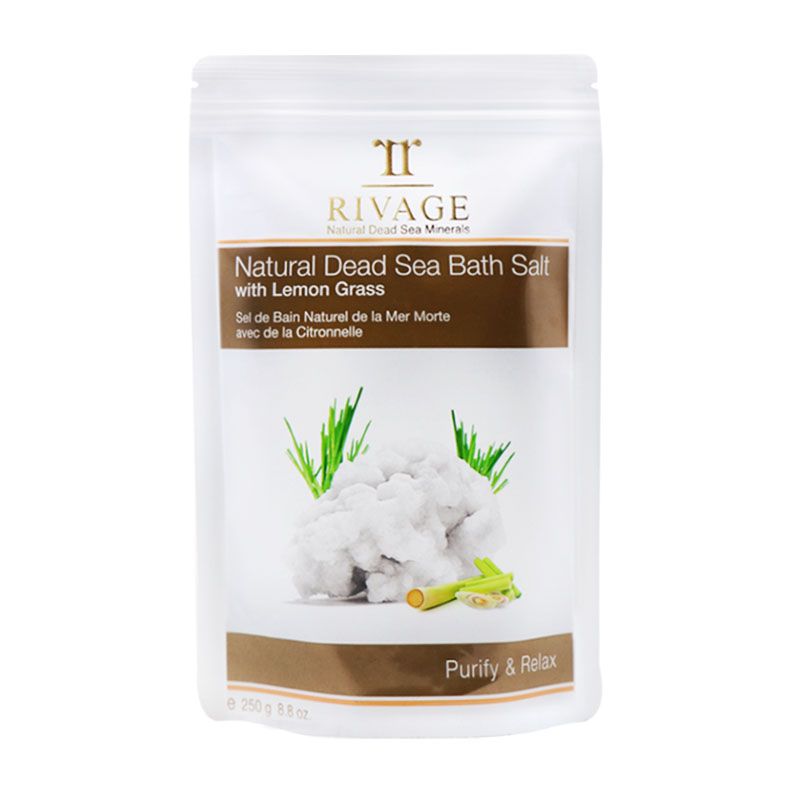 RIVAGE
Natural Dead Sea Minerals
Natural Dead Sea Bath Salt
with Lemon Grass
Sel de Bain Naturel de la Mer Morte
avec de la Citronnelle
Purify & Relax
℮ 250 g 8.8 oz.